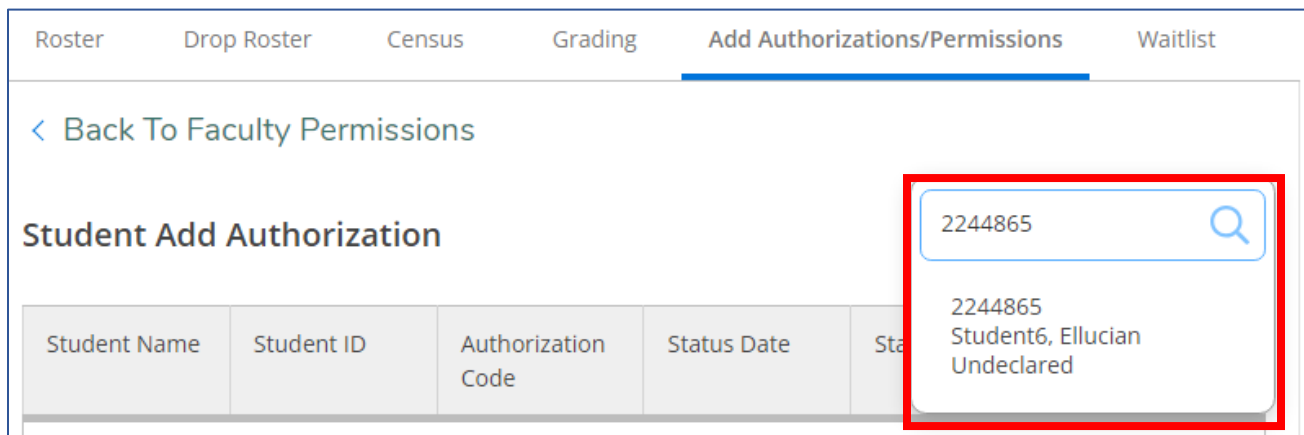 Roster Drop Roster Census Grading Add Authorizations/Permissions Waitlist
< Back To Faculty Permissions
2244865
Student Add Authorization
2244865
Student6, Ellucian
Undeclared
Student Name Student ID Authorization Code Status Date